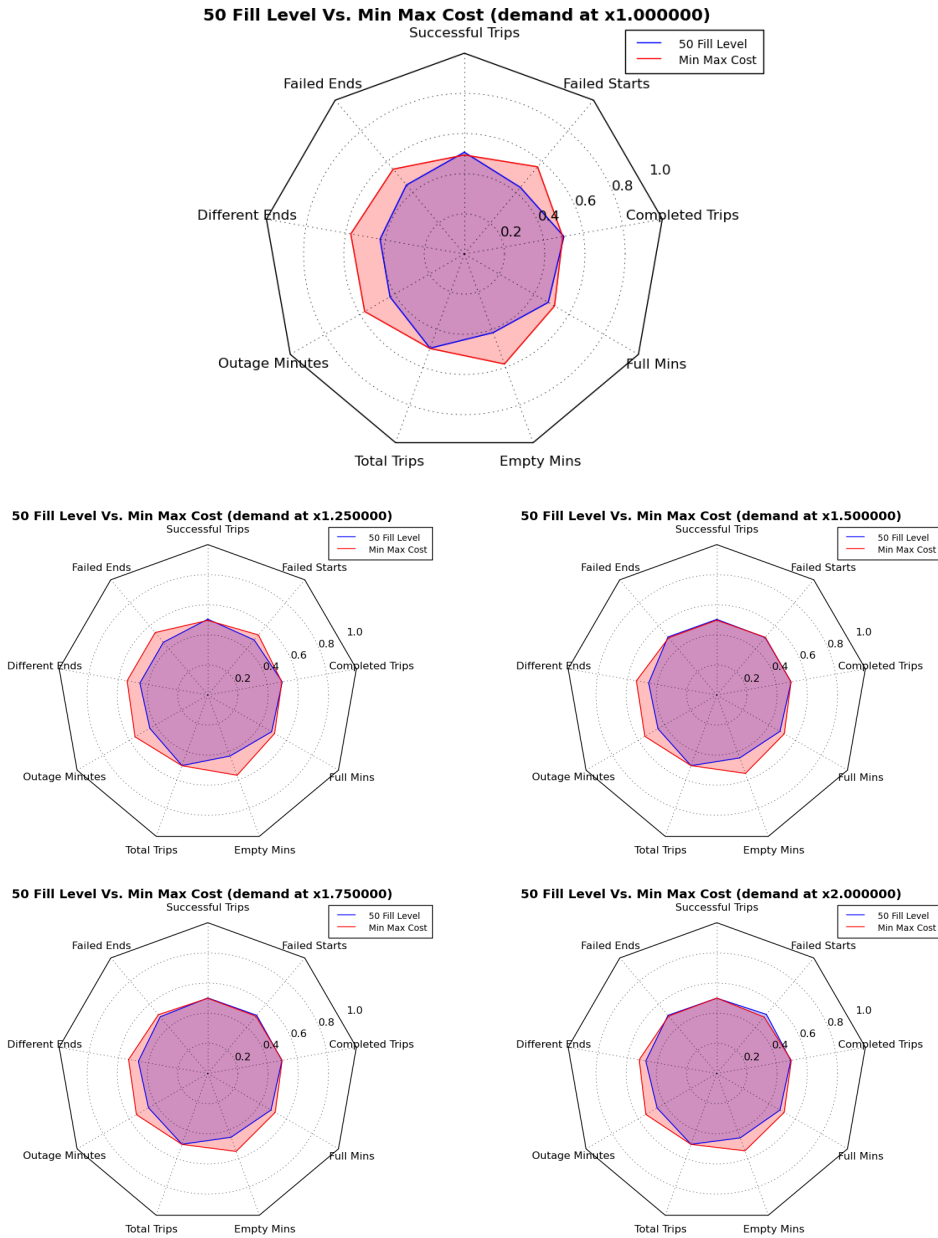 50 Fill Level Vs. Min Max Cost (demand at x1.000000)
Successful Trips
50 Fill Level
Min Max Cost
Failed Ends
Failed Starts
1.0
0.8
0.6
0.4
0.2
Different Ends
Completed Trips
Outage Minutes
Full Mins
Total Trips
Empty Mins
50 Fill Level Vs. Min Max Cost (demand at x1.250000)
Successful Trips
50 Fill Level
Min Max Cost
Failed Ends
Failed Starts
1.0
0.8
0.6
0.4
0.2
Different Ends
Completed Trips
Outage Minutes
Full Mins
Total Trips
Empty Mins
50 Fill Level Vs. Min Max Cost (demand at x1.500000)
Successful Trips
50 Fill Level
Min Max Cost
Failed Ends
Failed Starts
1.0
0.8
0.6
0.4
0.2
Different Ends
Completed Trips
Outage Minutes
Full Mins
Total Trips
Empty Mins
50 Fill Level Vs. Min Max Cost (demand at x1.750000)
Successful Trips
50 Fill Level
Min Max Cost
Failed Ends
Failed Starts
1.0
0.8
0.6
0.4
0.2
Different Ends
Completed Trips
Outage Minutes
Full Mins
Total Trips
Empty Mins
50 Fill Level Vs. Min Max Cost (demand at x2.000000)
Successful Trips
50 Fill Level
Min Max Cost
Failed Ends
Failed Starts
1.0
0.8
0.6
0.4
0.2
Different Ends
Completed Trips
Outage Minutes
Full Mins
Total Trips
Empty Mins